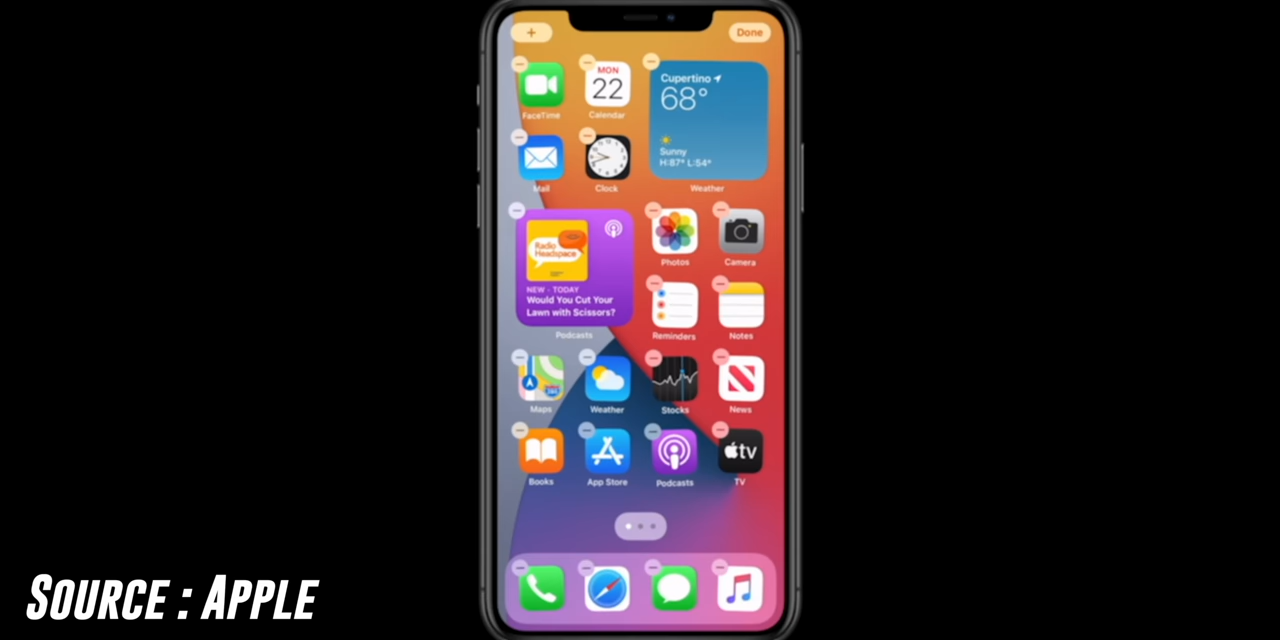 + Done
FaceTime
MON
22
Calendar
Cupertino
68°
Sunny
H:87° L:54°
Weather
Mail
Clock
Radio
Headspace
NEW - TODAY
Would You Cut Your
Lawn with Scissors?
Podcasts
Photos
Camera
Reminders
Notes
Maps
Weather
Stocks
News
Books
App Store
Podcasts
tv
TV
SOURCE : APPLE